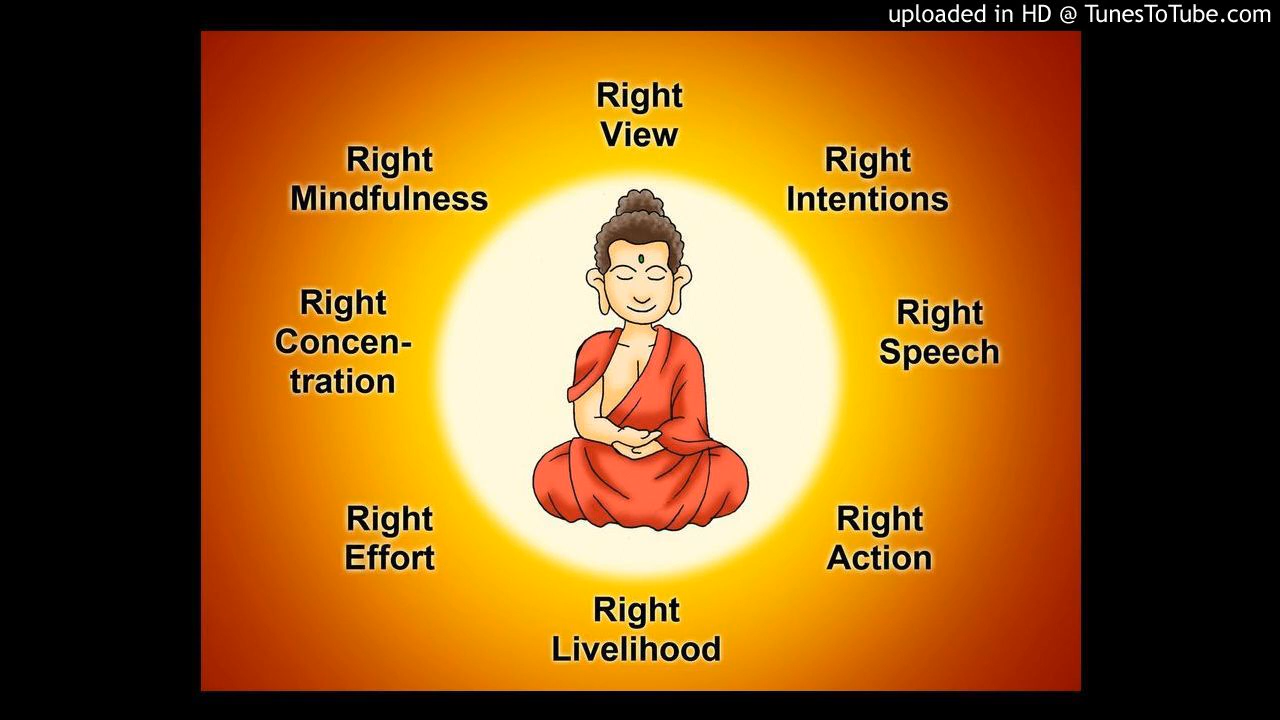 uploaded in HD @ TunesToTube.com
Right
View
Right
Intentions
Right
Speech
Right
Action
Right
Livelihood
Right
Effort
Right
Concen-
tration
Right
Mindfulness